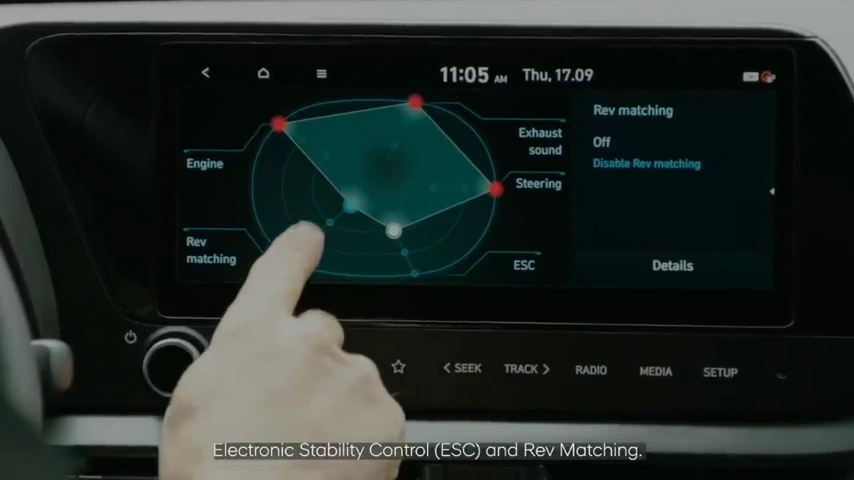 11:05 AM Thu, 17.09
Engine
Rev
matching
Exhaust
sound
Steering
ESC
Rev matching
Off
Disable Rev matching
Details
SEEK TRACK RADIO MEDIA SETUP
Electronic Stability Control (ESC) and Rev Matching.